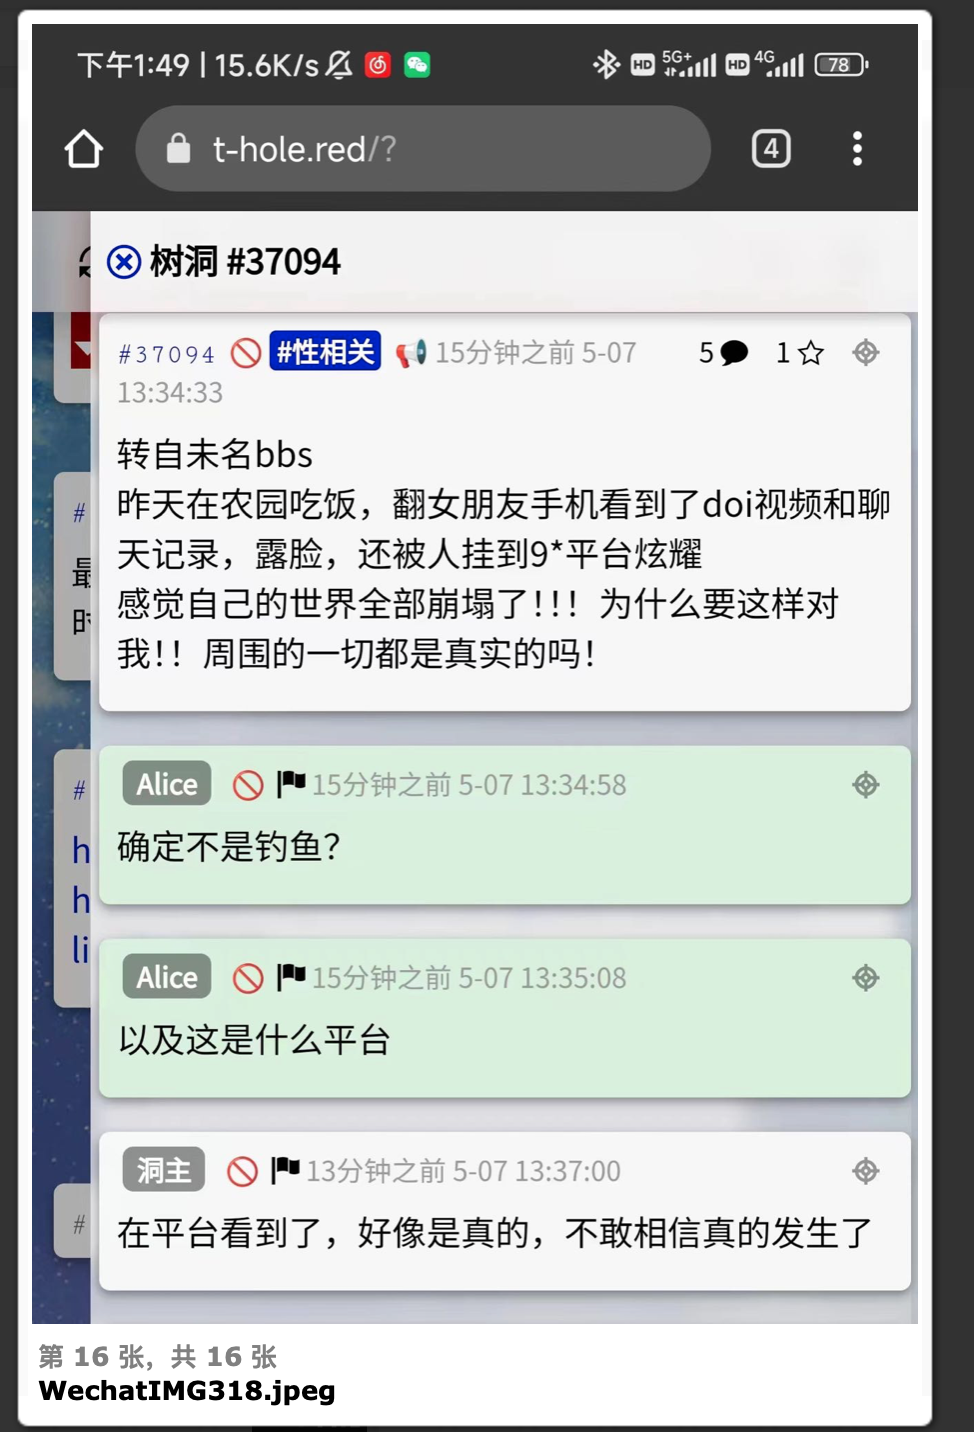 下午1:49 | 15.6K/s
HD 5G+ HD 4G 78
t-hole.red/?
4
树洞 #37094
#37094 #性相关 15分钟之前 5-07 5 1
13:34:33
转自未名bbs
昨天在农园吃饭，翻女朋友手机看到了doi视频和聊
天记录，露脸，还被人挂到9*平台炫耀
感觉自己的世界全部崩塌了！！！为什么要这样对
我！！周围的一切都是真实的吗！
#
最
时
Alice 15分钟之前 5-07 13:34:58
确定不是钓鱼？
#
h
h
li
Alice 15分钟之前 5-07 13:35:08
以及这是什么平台
洞主 13分钟之前 5-07 13:37:00
在平台看到了，好像是真的，不敢相信真的发生了
#
第 16 张, 共 16 张
WechatIMG318.jpeg